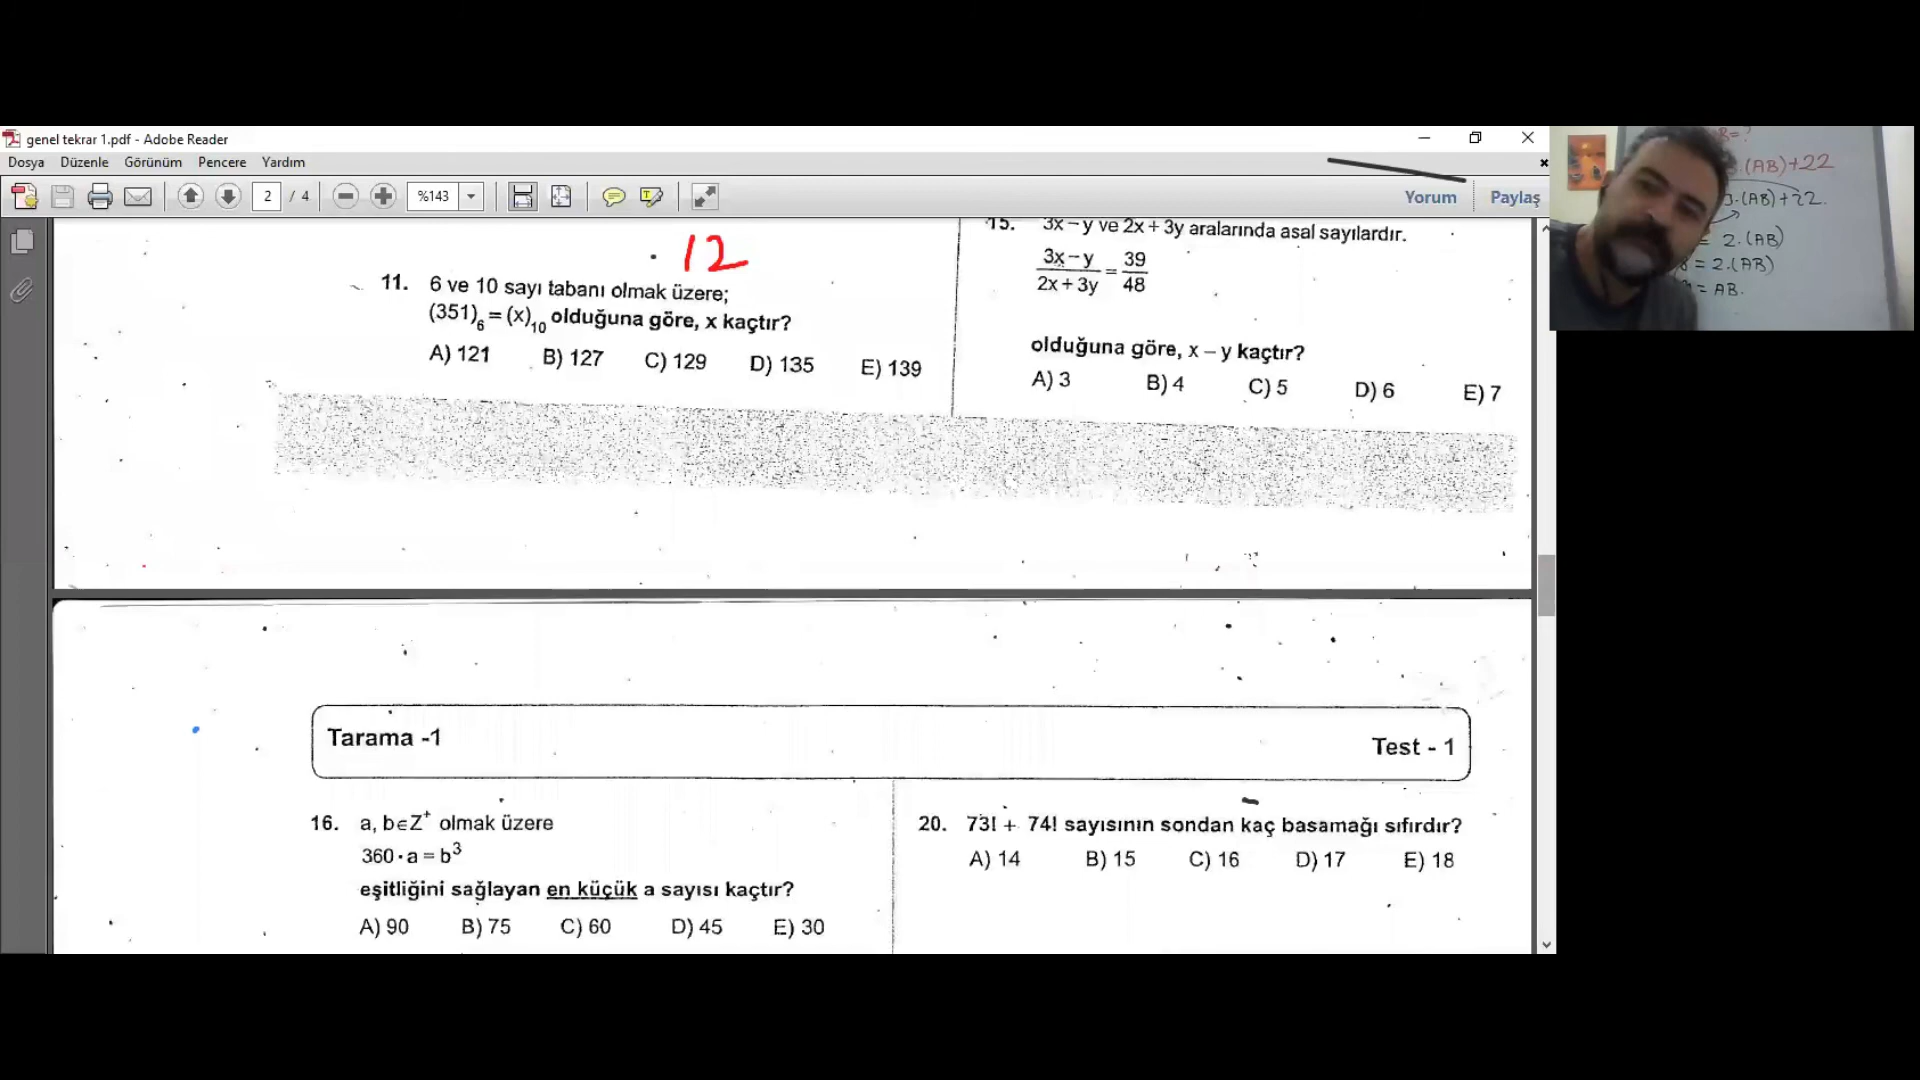 genel tekrar 1.pdf - Adobe Reader
Dosya Düzenle Görünüm Pencere Yardım
2 / 4 %143 Yorum Paylaş
12
11. 6 ve 10 sayı tabanı olmak üzere;
(351)₆ = (x)₁₀ olduğuna göre, x kaçtır?
A) 121 B) 127 C) 129 D) 135 E) 139
15. 3x – y ve 2x + 3y aralarında asal sayılardır.
3x – y / 2x + 3y = 39 / 48
olduğuna göre, x – y kaçtır?
A) 3 B) 4 C) 5 D) 6 E) 7
Tarama -1
Test - 1
16. a, b∈Z⁺ olmak üzere
360 · a = b³
eşitliğini sağlayan en küçük a sayısı kaçtır?
A) 90 B) 75 C) 60 D) 45 E) 30
20. 73! + 74! sayısının sondan kaç basamağı sıfırdır?
A) 14 B) 15 C) 16 D) 17 E) 18
.(AB)+22
.(AB)+22.
= 2.(AB)
= 2.(AB)
= AB.